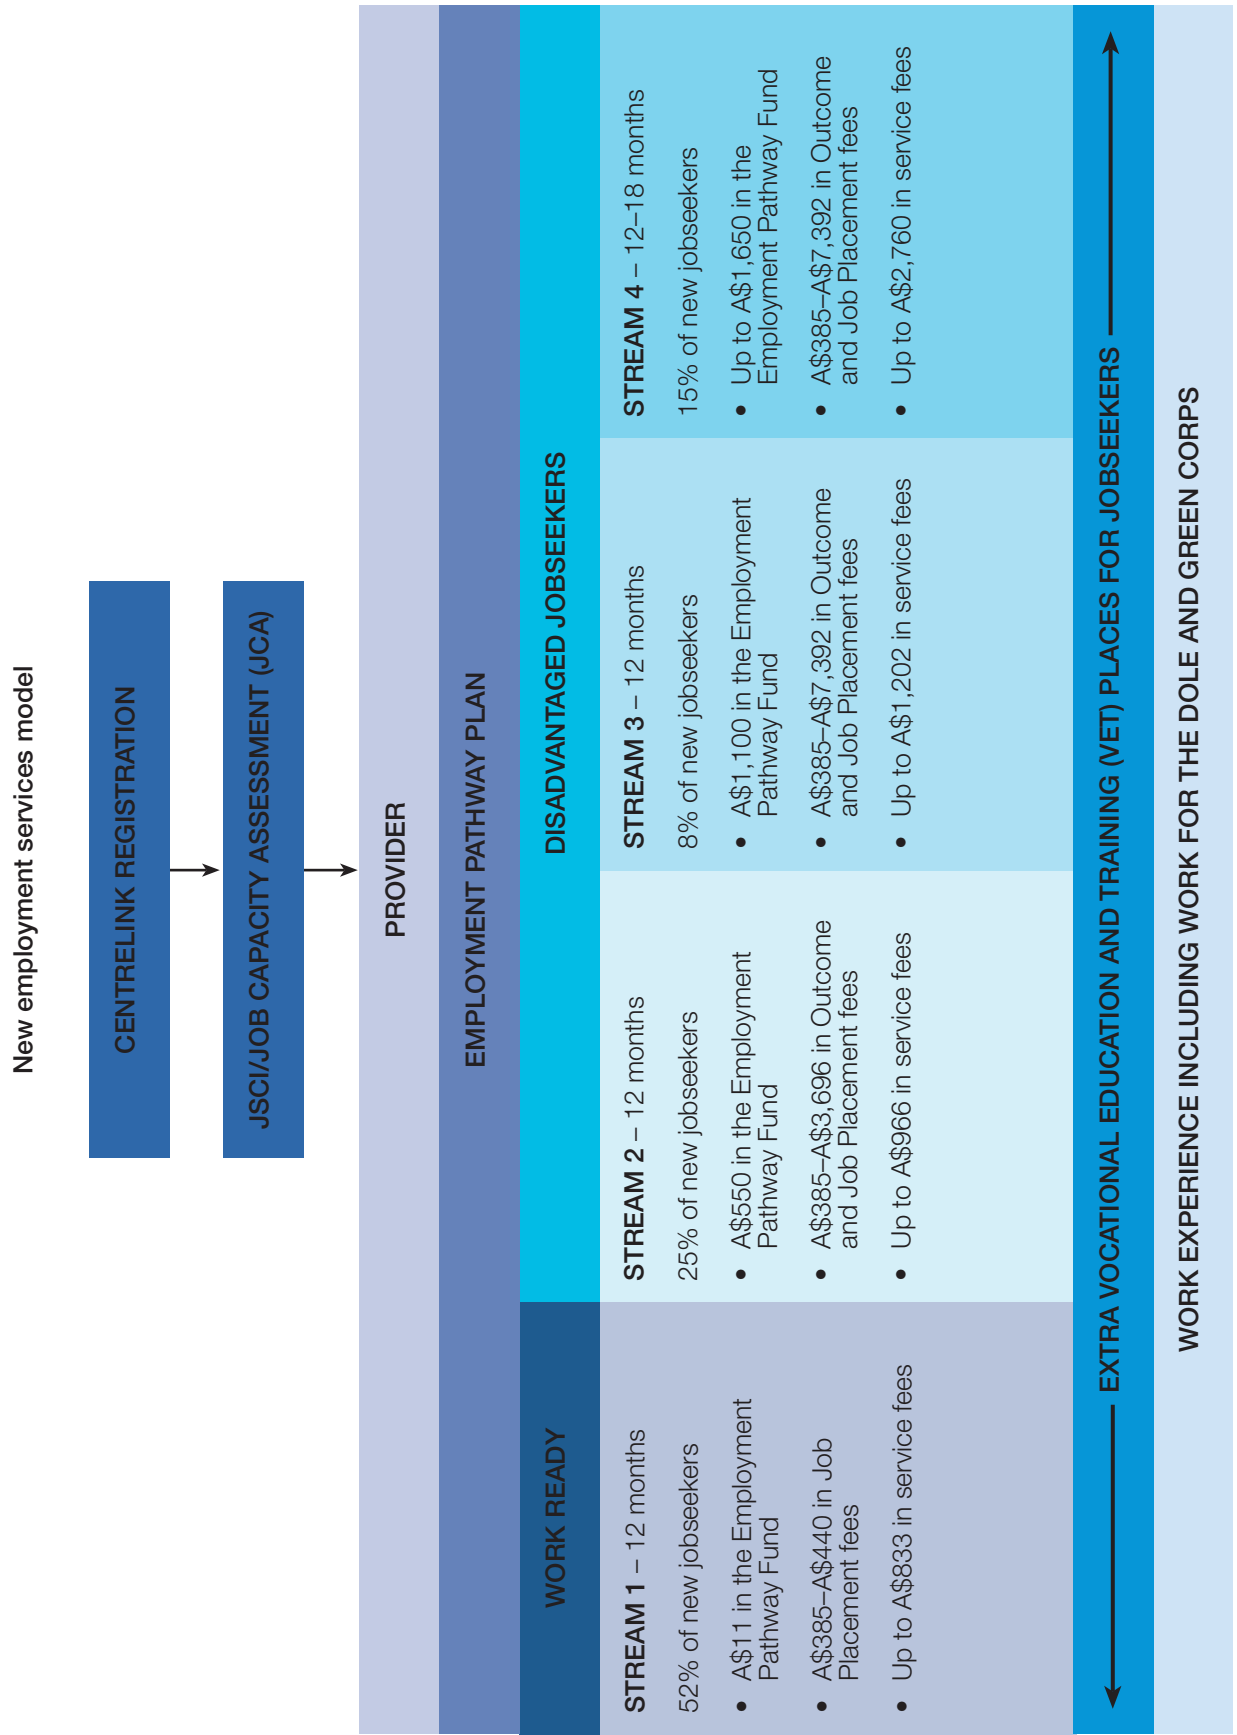 New employment services model
CENTRELINK REGISTRATION
JSCI/JOB CAPACITY ASSESSMENT (JCA)
PROVIDER
EMPLOYMENT PATHWAY PLAN
WORK READY
DISADVANTAGED JOBSEEKERS
STREAM 1 – 12 months
52% of new jobseekers
• A$11 in the Employment
Pathway Fund
• A$385–A$440 in Job
Placement fees
• Up to A$833 in service fees
STREAM 2 – 12 months
25% of new jobseekers
• A$550 in the Employment
Pathway Fund
• A$385–A$3,696 in Outcome
and Job Placement fees
• Up to A$966 in service fees
STREAM 3 – 12 months
8% of new jobseekers
• A$1,100 in the Employment
Pathway Fund
• A$385–A$7,392 in Outcome
and Job Placement fees
• Up to A$1,202 in service fees
STREAM 4 – 12–18 months
15% of new jobseekers
• Up to A$1,650 in the
Employment Pathway Fund
• A$385–A$7,392 in Outcome
and Job Placement fees
• Up to A$2,760 in service fees
EXTRA VOCATIONAL EDUCATION AND TRAINING (VET) PLACES FOR JOBSEEKERS
WORK EXPERIENCE INCLUDING WORK FOR THE DOLE AND GREEN CORPS